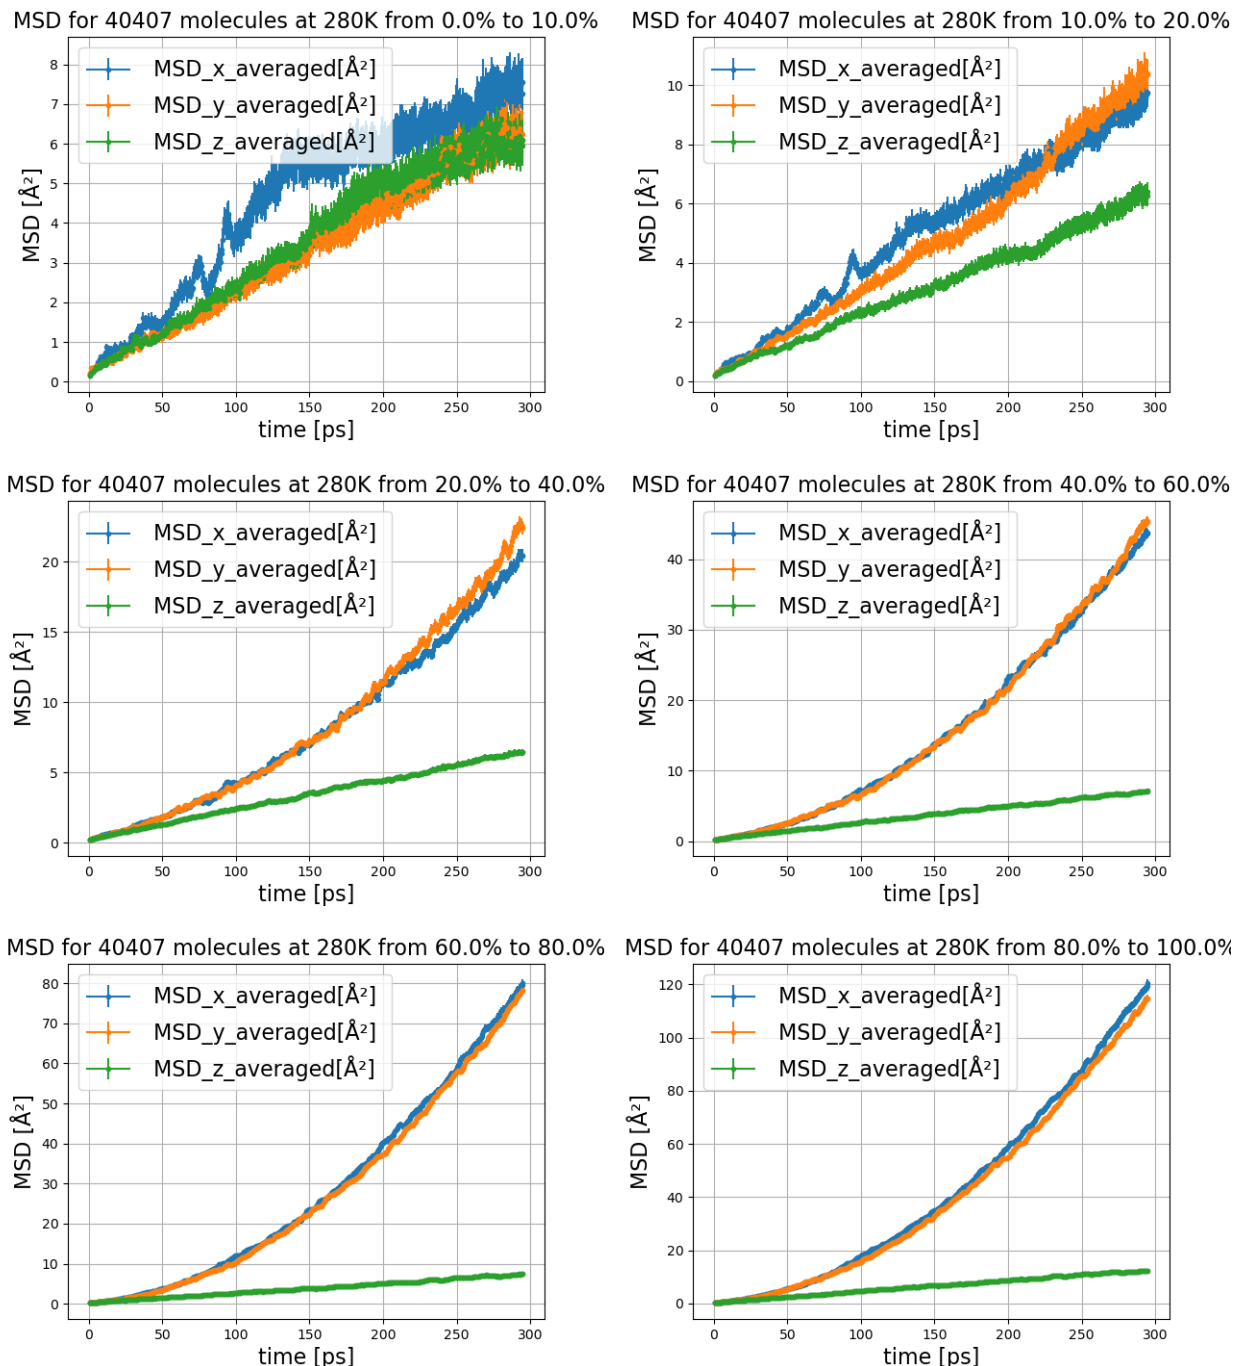 MSD for 40407 molecules at 280K from 0.0% to 10.0%
MSD_x_averaged[Å²]
MSD_y_averaged[Å²]
MSD_z_averaged[Å²]
8
7
6
5
4
3
2
1
0
MSD [Å²]
0 50 100 150 200 250 300
time [ps]
MSD for 40407 molecules at 280K from 10.0% to 20.0%
MSD_x_averaged[Å²]
MSD_y_averaged[Å²]
MSD_z_averaged[Å²]
10
8
6
4
2
0
MSD [Å²]
0 50 100 150 200 250 300
time [ps]
MSD for 40407 molecules at 280K from 20.0% to 40.0%
MSD_x_averaged[Å²]
MSD_y_averaged[Å²]
MSD_z_averaged[Å²]
20
15
10
5
0
MSD [Å²]
0 50 100 150 200 250 300
time [ps]
MSD for 40407 molecules at 280K from 40.0% to 60.0%
MSD_x_averaged[Å²]
MSD_y_averaged[Å²]
MSD_z_averaged[Å²]
40
30
20
10
0
MSD [Å²]
0 50 100 150 200 250 300
time [ps]
MSD for 40407 molecules at 280K from 60.0% to 80.0%
MSD_x_averaged[Å²]
MSD_y_averaged[Å²]
MSD_z_averaged[Å²]
80
70
60
50
40
30
20
10
0
MSD [Å²]
0 50 100 150 200 250 300
time [ps]
MSD for 40407 molecules at 280K from 80.0% to 100.0%
MSD_x_averaged[Å²]
MSD_y_averaged[Å²]
MSD_z_averaged[Å²]
120
100
80
60
40
20
0
MSD [Å²]
0 50 100 150 200 250 300
time [ps]